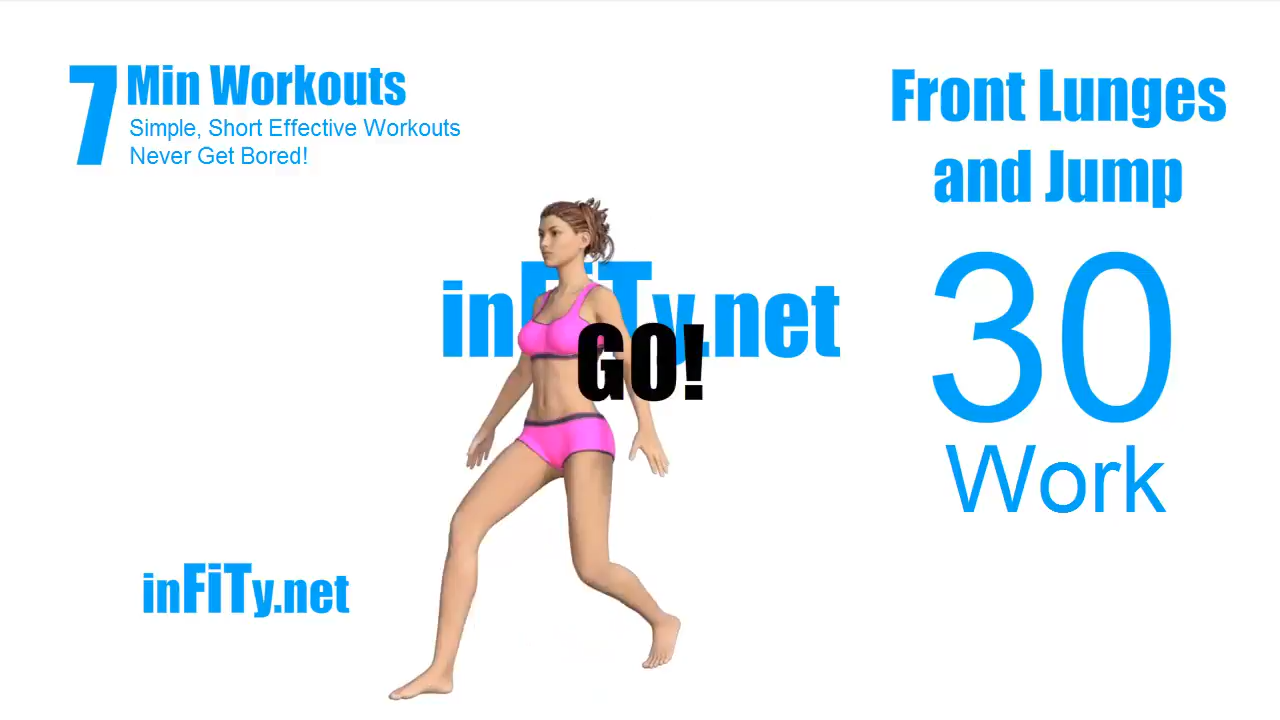 7 Min Workouts
Simple, Short Effective Workouts
Never Get Bored!
Front Lunges
and Jump
inFiTy.net
GO!
30
Work
inFiTy.net